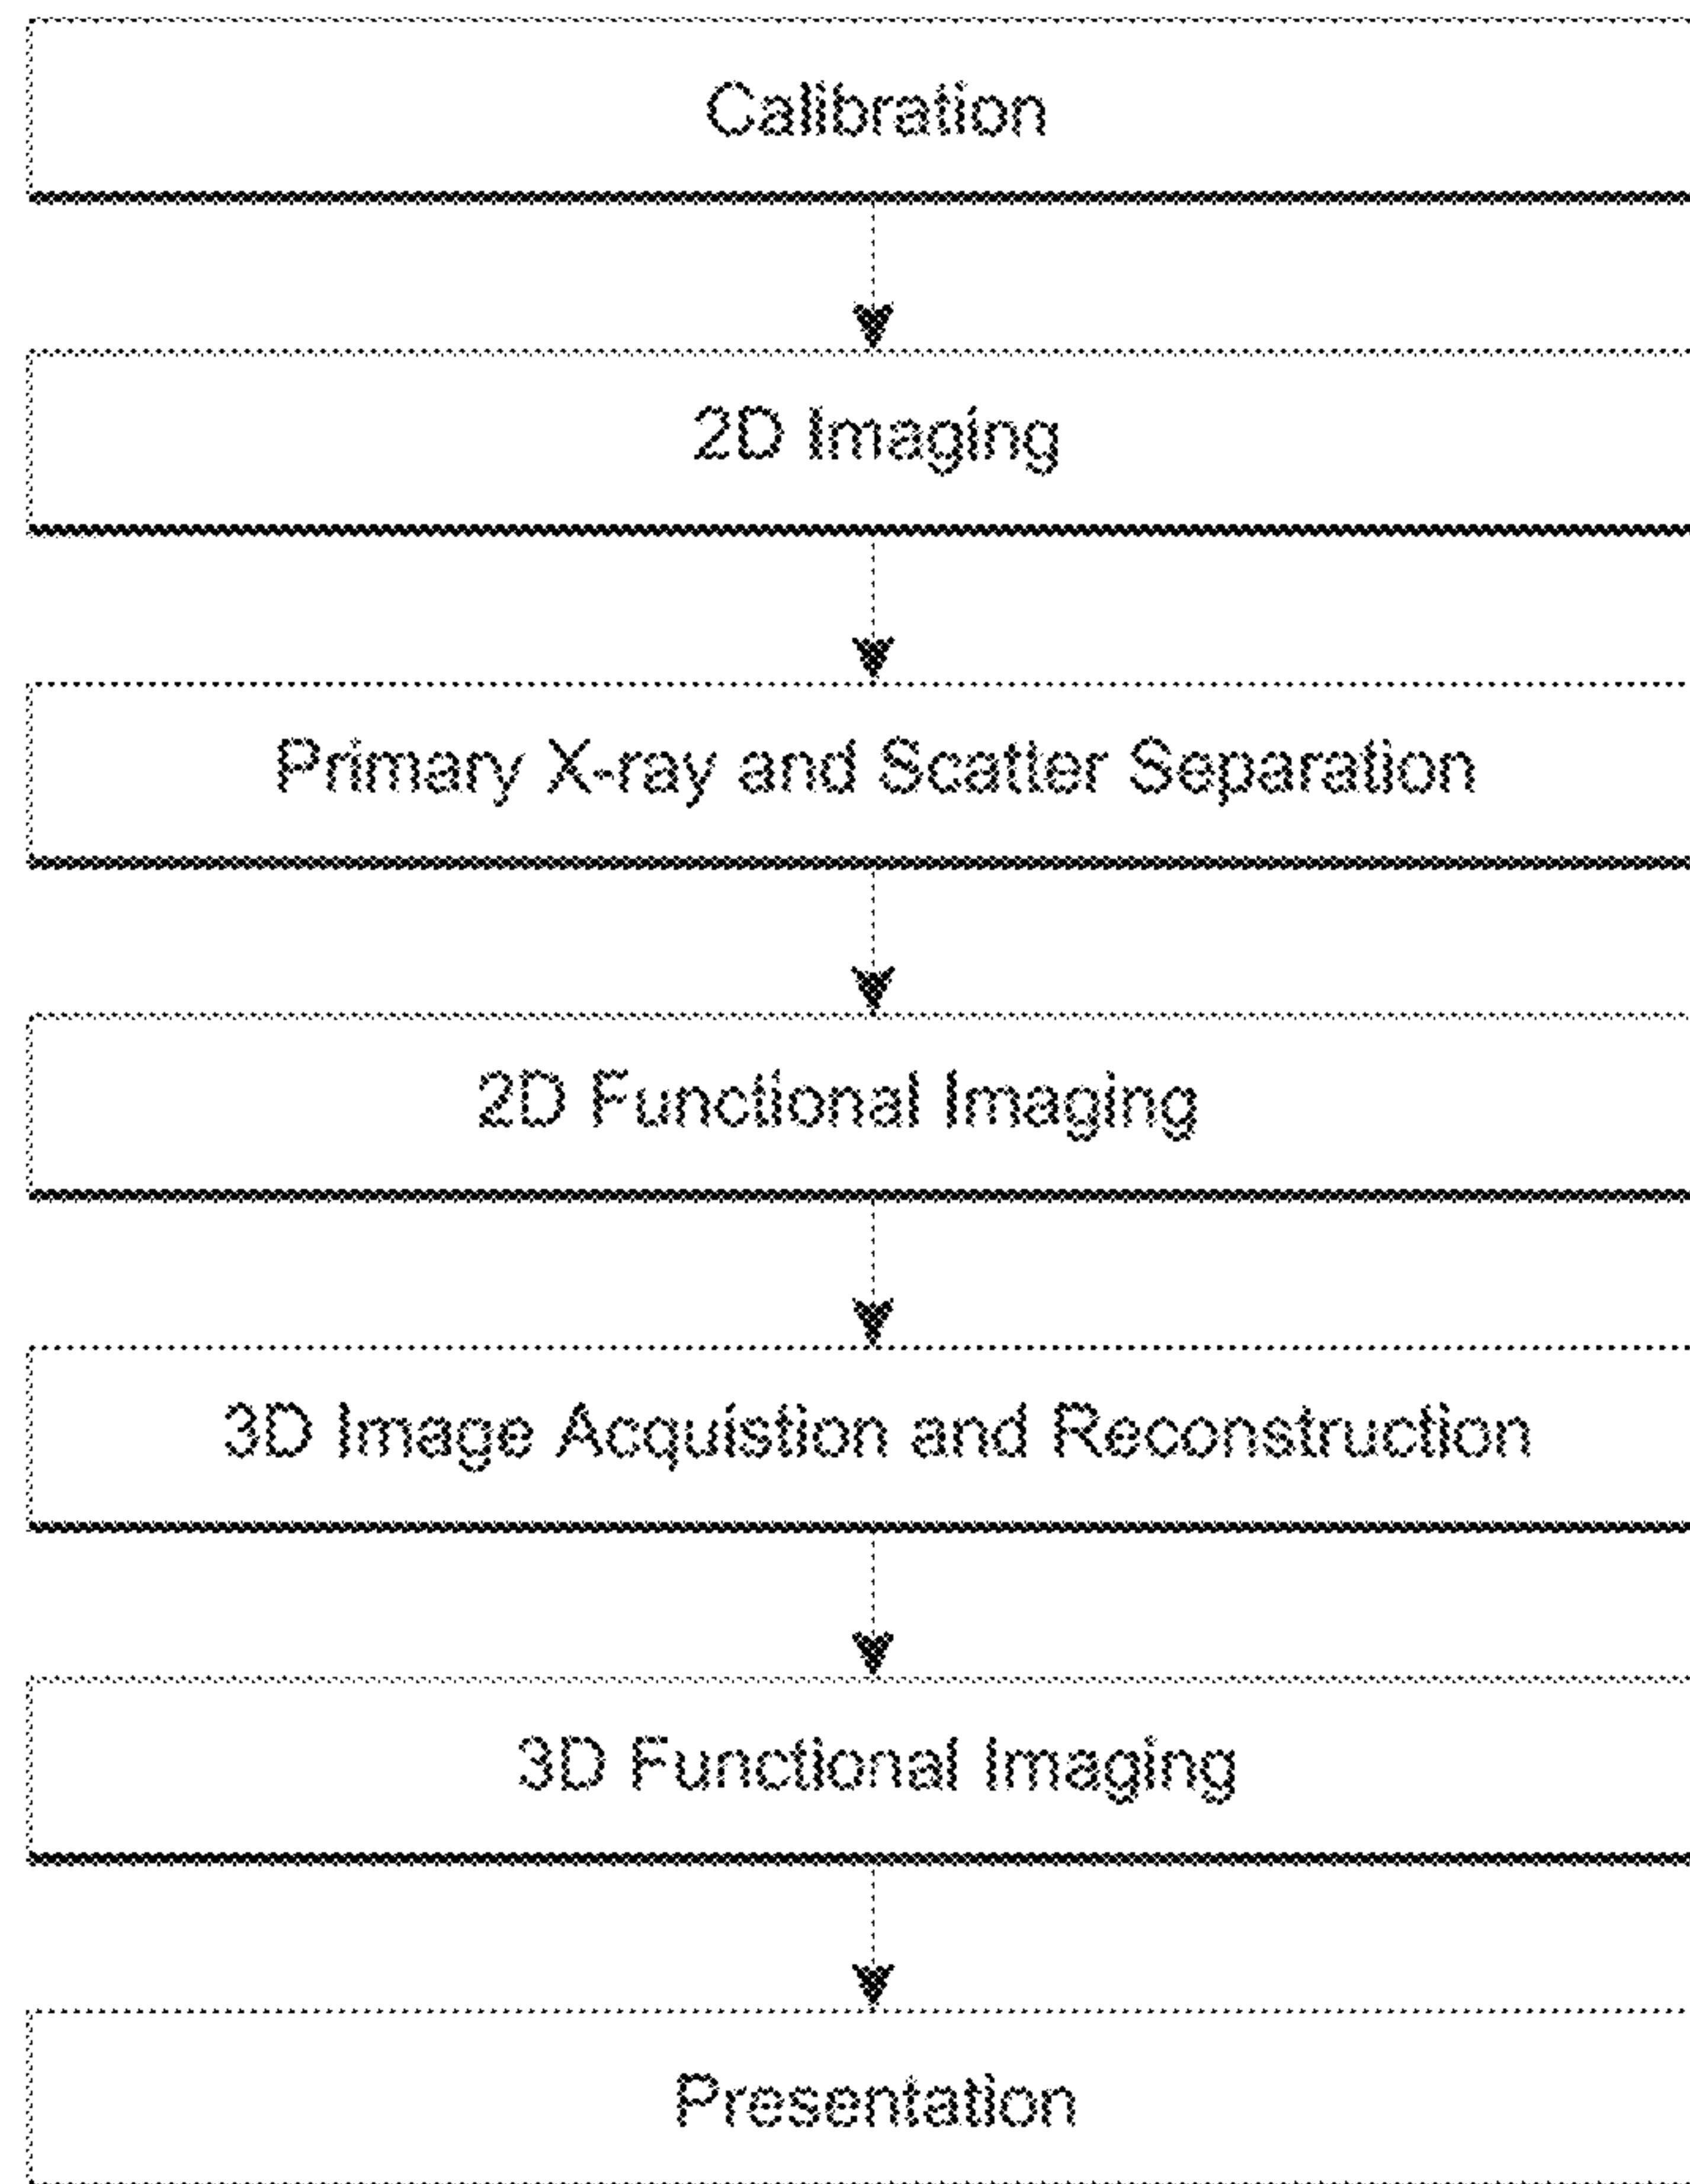 Calibration
2D Imaging
Primary X-ray and Scatter Separation
2D Functional Imaging
3D Image Acquistion and Reconstruction
3D Functional Imaging
Presentation